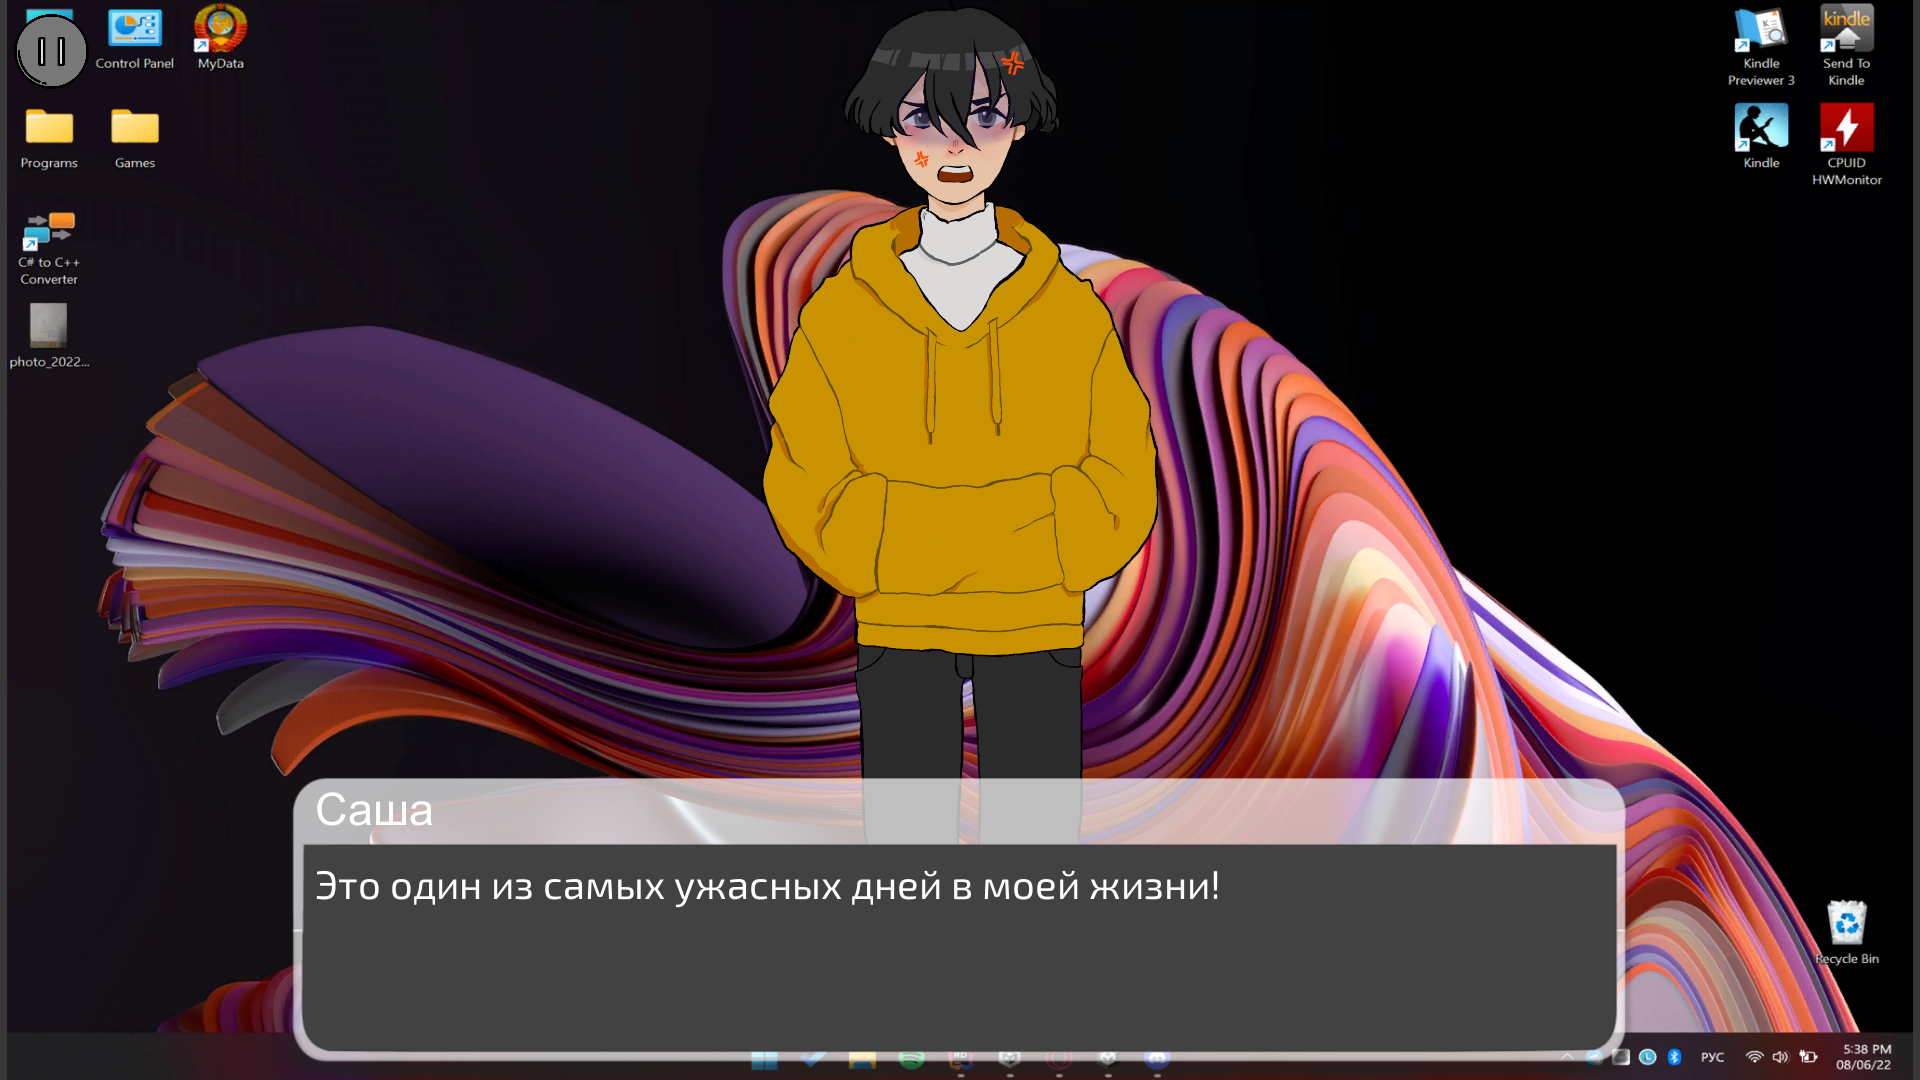 Control Panel
MyData
Programs
Games
C# to C++
Converter
photo_2022...
Kindle
Previewer 3
kindle
Send To
Kindle
Kindle
CPUID
HWMonitor
Саша
Это один из самых ужасных дней в моей жизни!
Recycle Bin
RD
РУС
5:38 PM
08/06/22